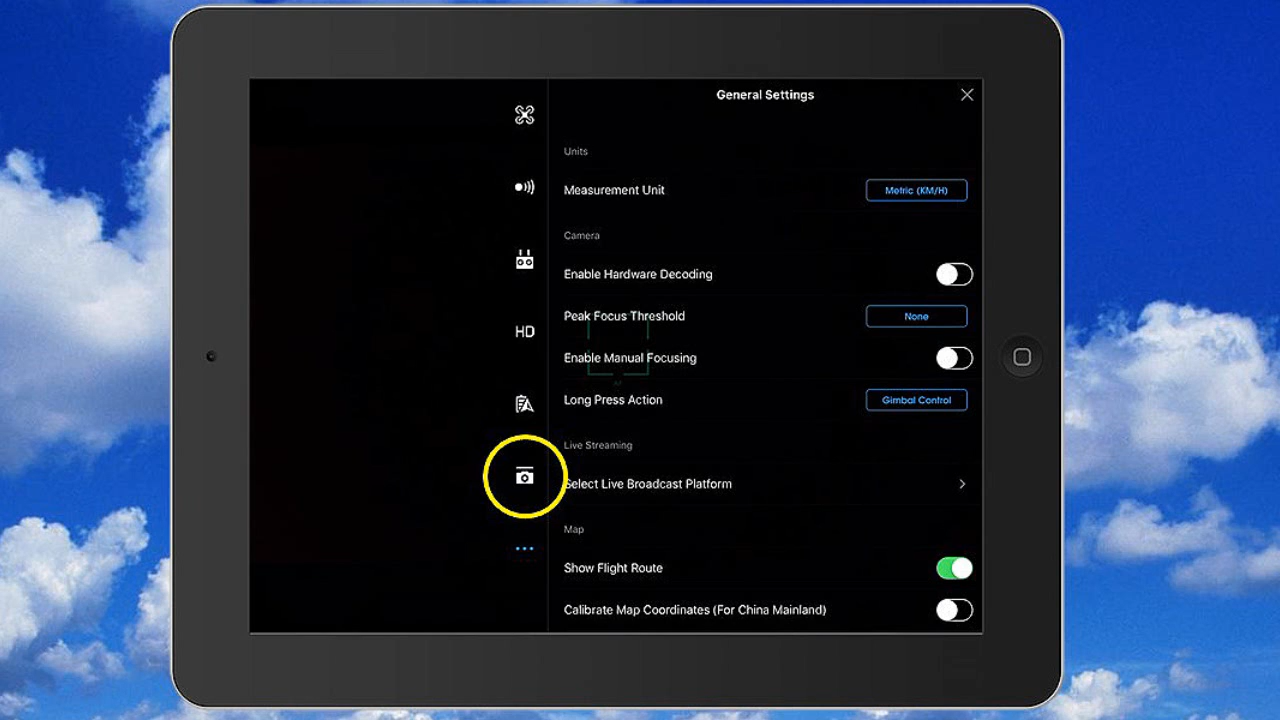 General Settings
Units
Measurement Unit
Metric (KM/H)
Camera
Enable Hardware Decoding
HD
Peak Focus Threshold
None
Enable Manual Focusing
AF
Long Press Action
Gimbal Control
Live Streaming
Select Live Broadcast Platform
Map
Show Flight Route
Calibrate Map Coordinates (For China Mainland)